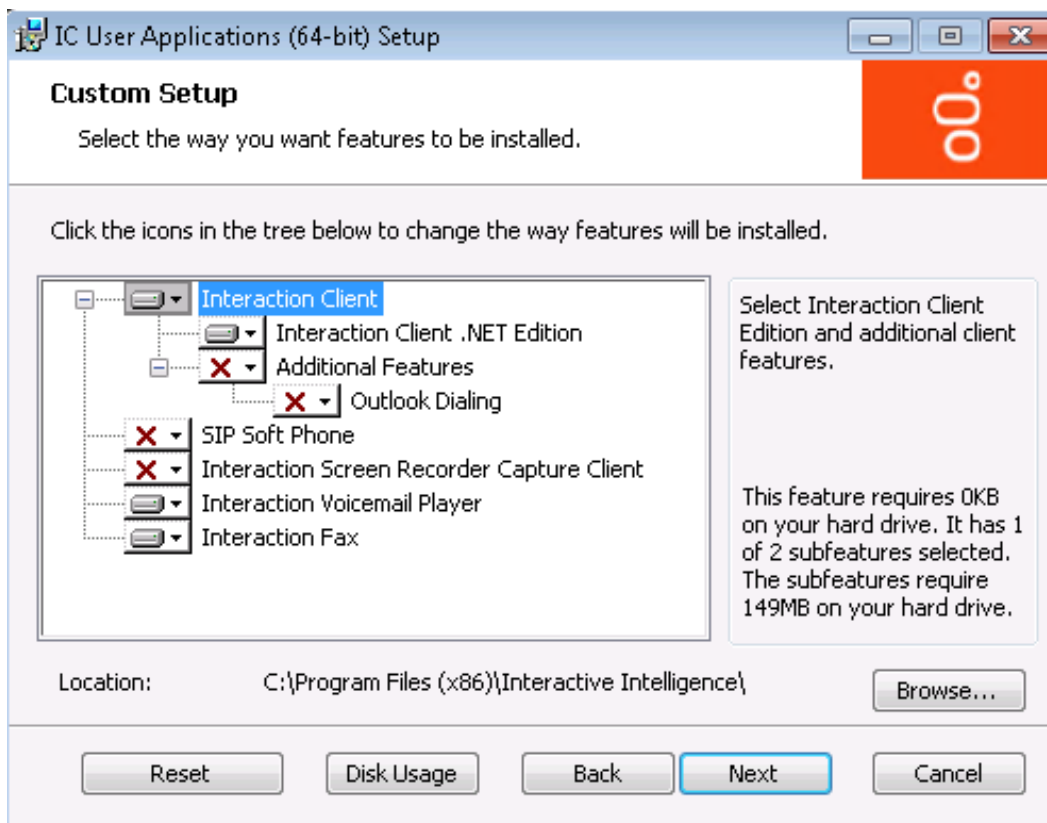 IC User Applications (64-bit) Setup
Custom Setup
Select the way you want features to be installed.
Click the icons in the tree below to change the way features will be installed.
Interaction Client
Interaction Client .NET Edition
Additional Features
Outlook Dialing
SIP Soft Phone
Interaction Screen Recorder Capture Client
Interaction Voicemail Player
Interaction Fax
Select Interaction Client
Edition and additional client
features.
This feature requires 0KB
on your hard drive. It has 1
of 2 subfeatures selected.
The subfeatures require
149MB on your hard drive.
Location: C:\Program Files (x86)\Interactive Intelligence\
Browse...
Reset Disk Usage Back Next Cancel